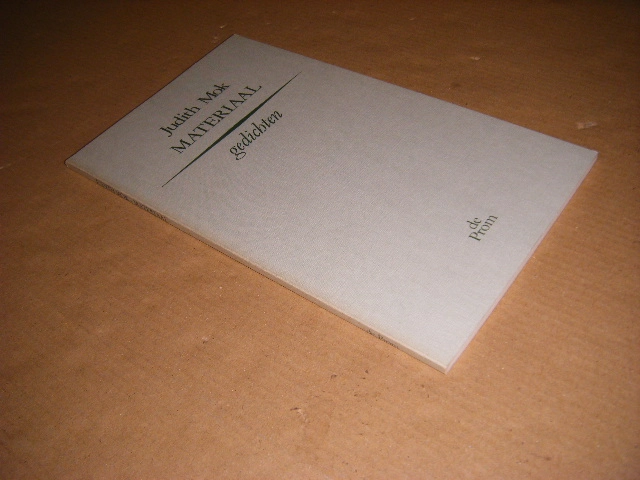 Judith Mok
MATERIAAL
gedichten
de
Prom